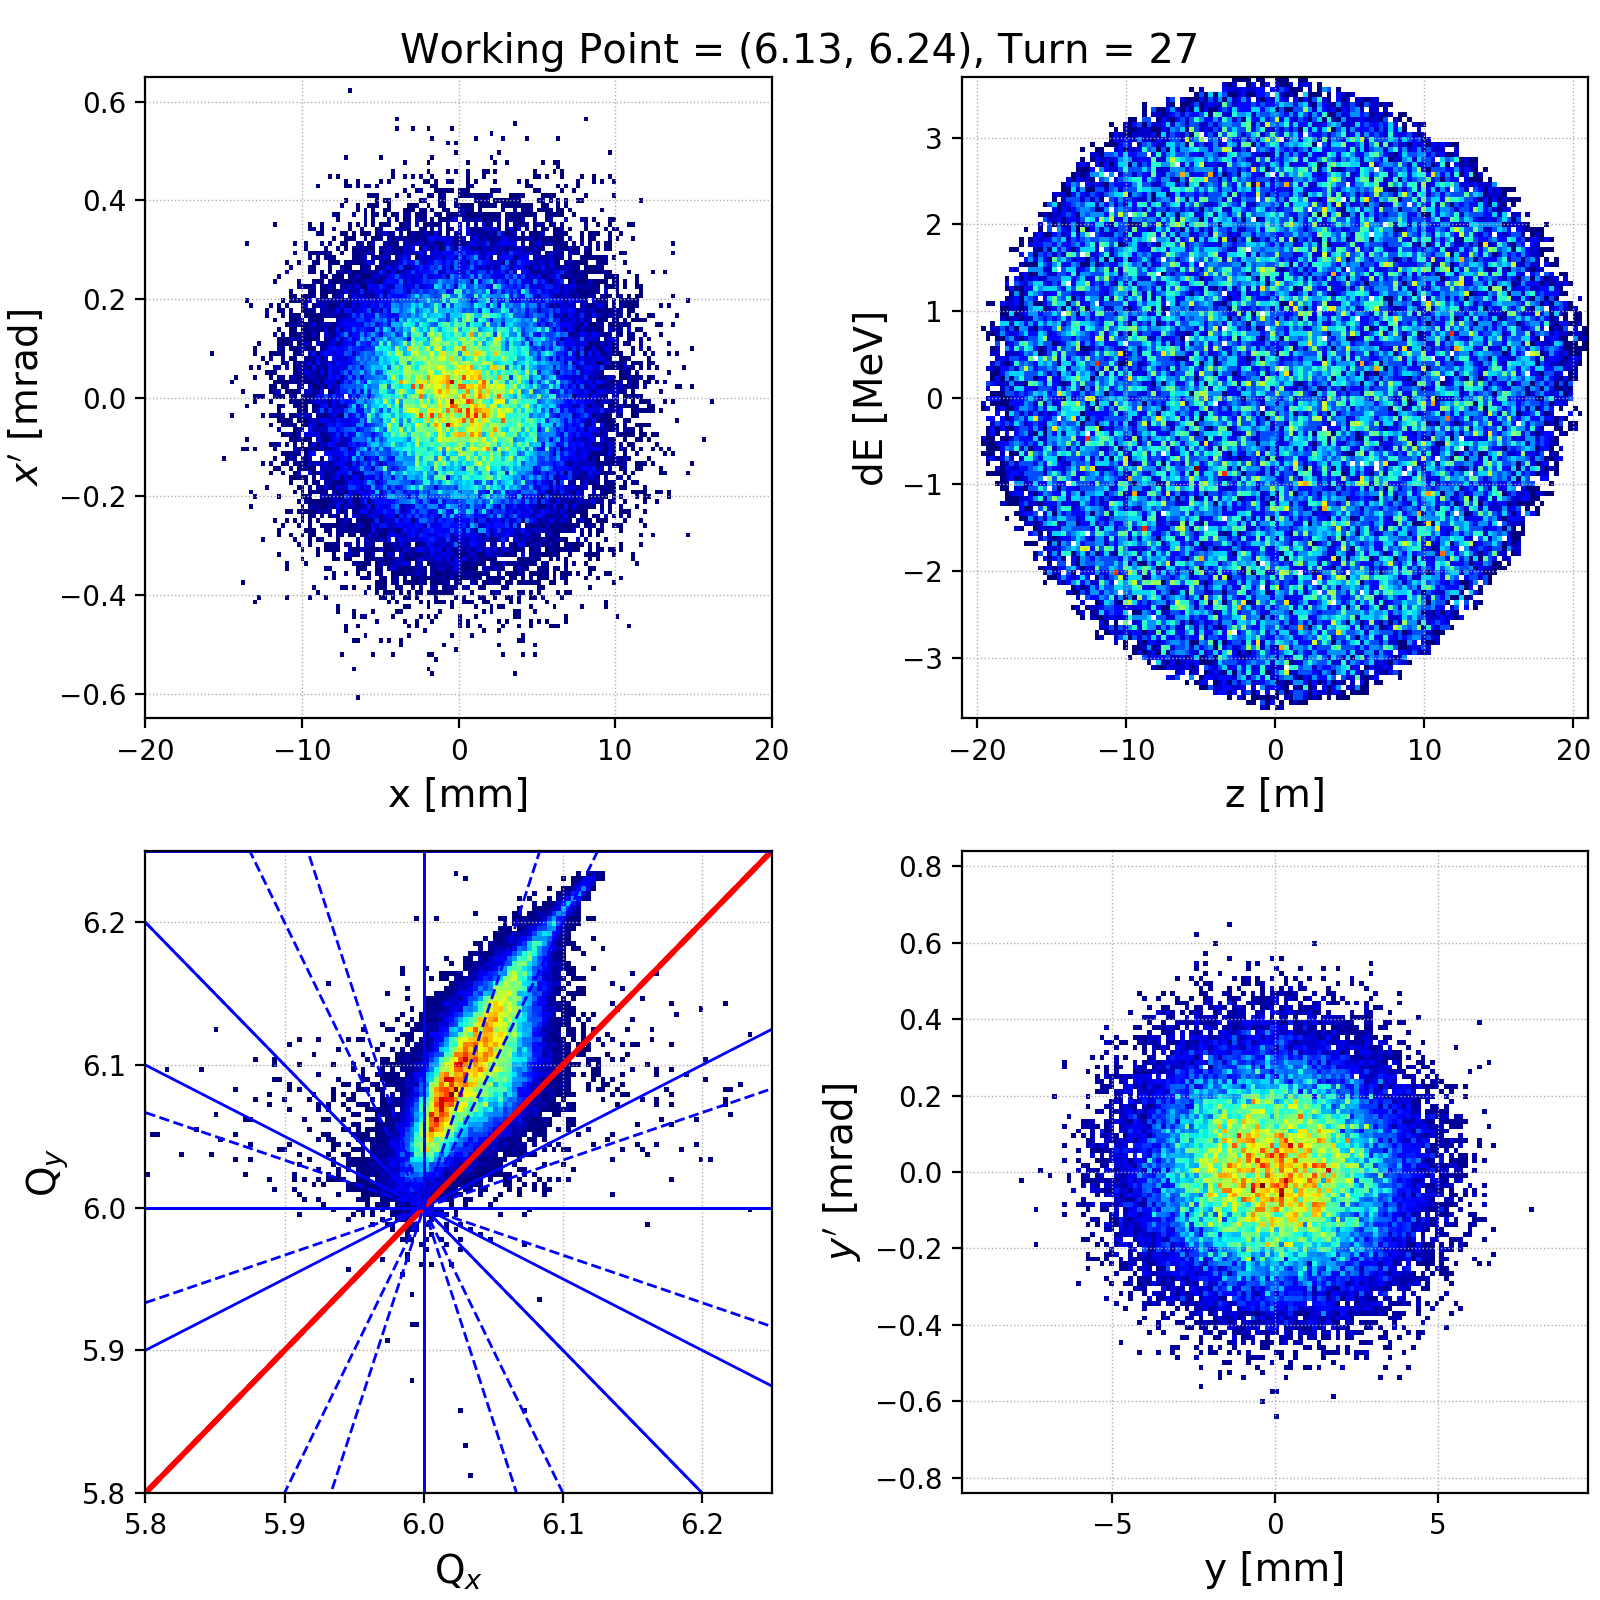 Working Point = (6.13, 6.24), Turn = 27
0.6
0.4
0.2
0.0
−0.2
−0.4
−0.6
x′ [mrad]
−20 −10 0 10 20
x [mm]
3
2
1
0
−1
−2
−3
dE [MeV]
−20 −10 0 10 20
z [m]
6.2
6.1
6.0
5.9
5.8
Qy
5.8 5.9 6.0 6.1 6.2
Qx
0.8
0.6
0.4
0.2
0.0
−0.2
−0.4
−0.6
−0.8
y′ [mrad]
−5 0 5
y [mm]